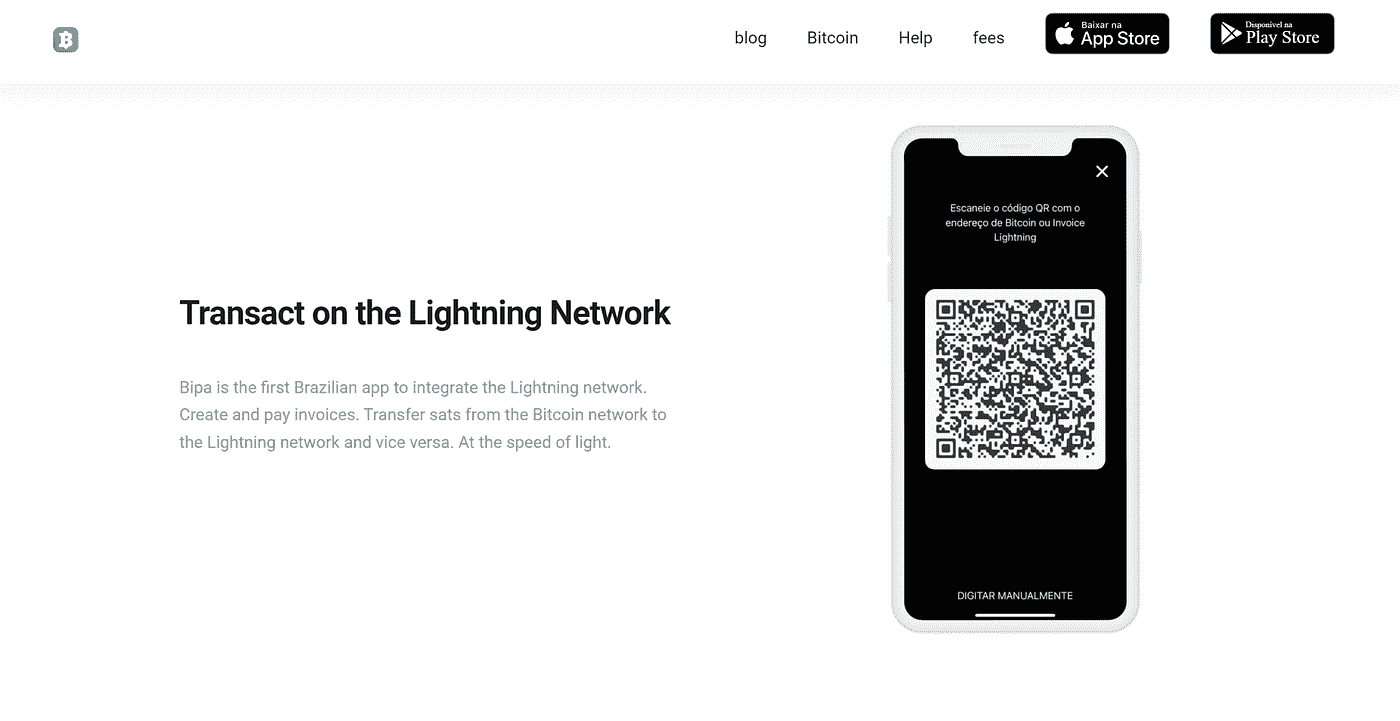 blog Bitcoin Help fees Baixar na App Store Disponível na Play Store
Escaneie o código QR com o
endereço de Bitcoin ou Invoice
Lightning
Transact on the Lightning Network
Bipa is the first Brazilian app to integrate the Lightning network.
Create and pay invoices. Transfer sats from the Bitcoin network to
the Lightning network and vice versa. At the speed of light.
DIGITAR MANUALMENTE